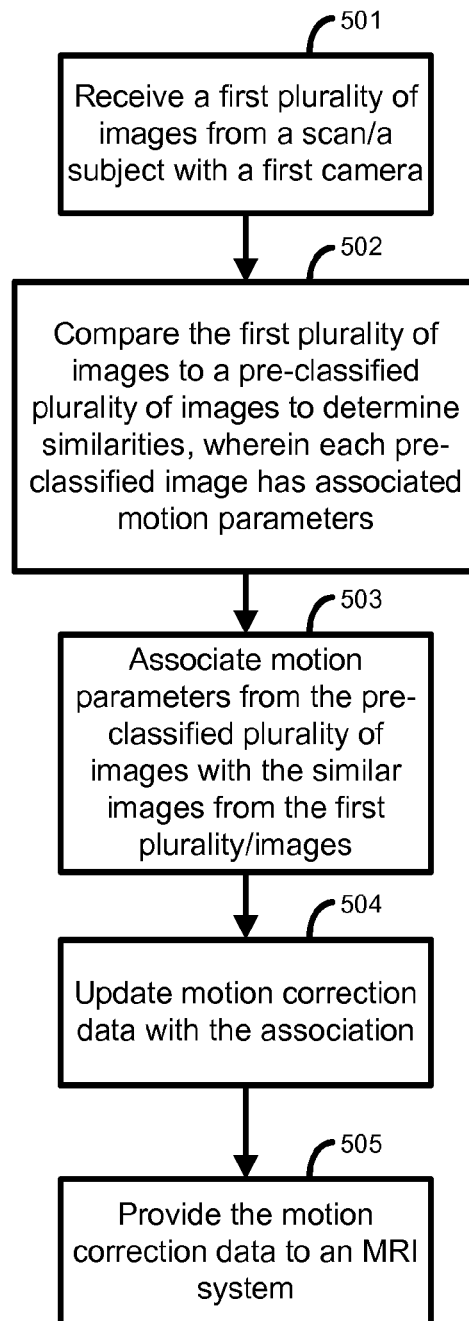 501
Receive a first plurality of
images from a scan/a
subject with a first camera
502
Compare the first plurality of
images to a pre-classified
plurality of images to determine
similarities, wherein each pre-
classified image has associated
motion parameters
503
Associate motion
parameters from the pre-
classified plurality of
images with the similar
images from the first
plurality/images
504
Update motion correction
data with the association
505
Provide the motion
correction data to an MRI
system